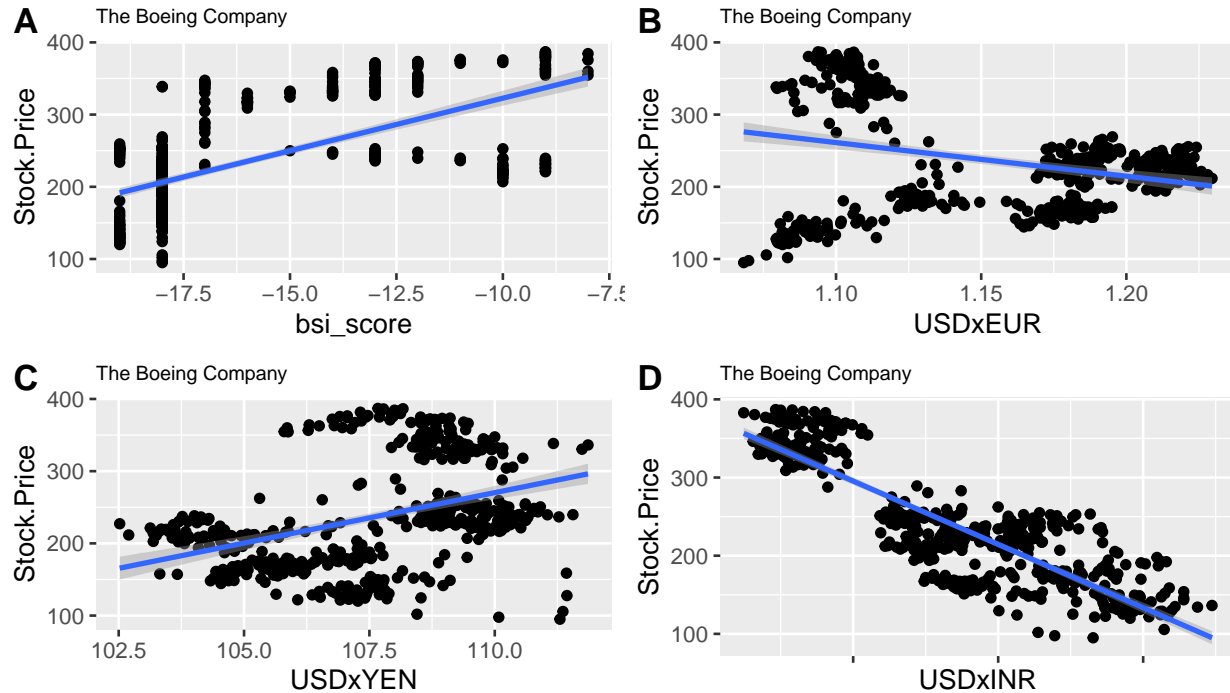 A The Boeing Company
400
300
200
100
Stock.Price
−17.5 −15.0 −12.5 −10.0 −7.5
bsi_score
B The Boeing Company
400
300
200
100
Stock.Price
1.10 1.15 1.20
USDxEUR
C The Boeing Company
400
300
200
100
Stock.Price
102.5 105.0 107.5 110.0
USDxYEN
D The Boeing Company
400
300
200
100
Stock.Price
USDxINR